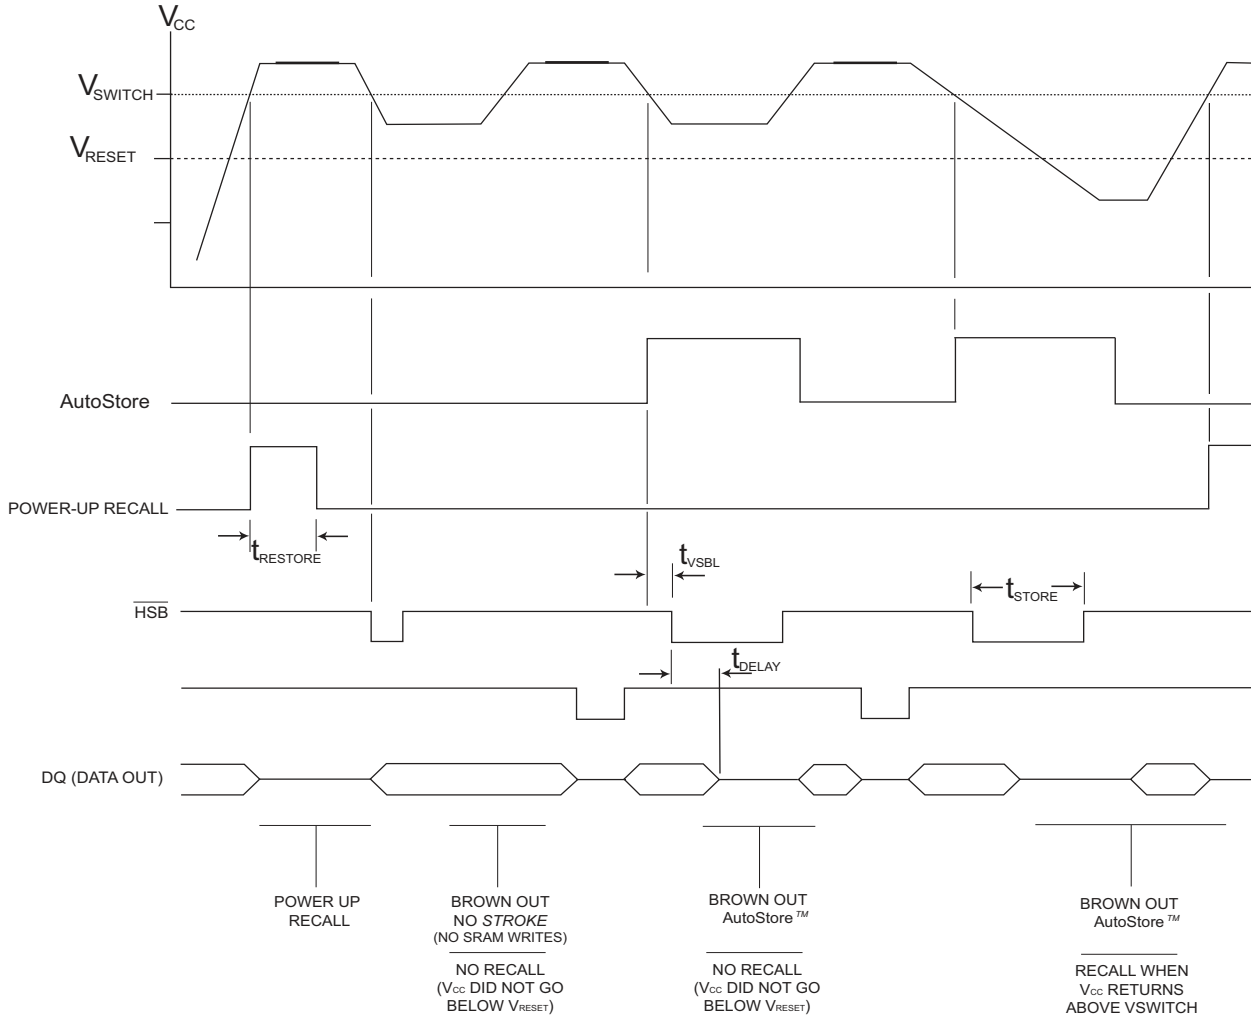 VCC
VSWITCH
VRESET
AutoStore
POWER-UP RECALL
tRESTORE
tVSBL
HSB
tSTORE
tDELAY
DQ (DATA OUT)
POWER UP
RECALL
BROWN OUT
NO STROKE
(NO SRAM WRITES)
NO RECALL
(VCC DID NOT GO
BELOW VRESET)
BROWN OUT
AutoStore™
NO RECALL
(VCC DID NOT GO
BELOW VRESET)
BROWN OUT
AutoStore™
RECALL WHEN
VCC RETURNS
ABOVE VSWITCH